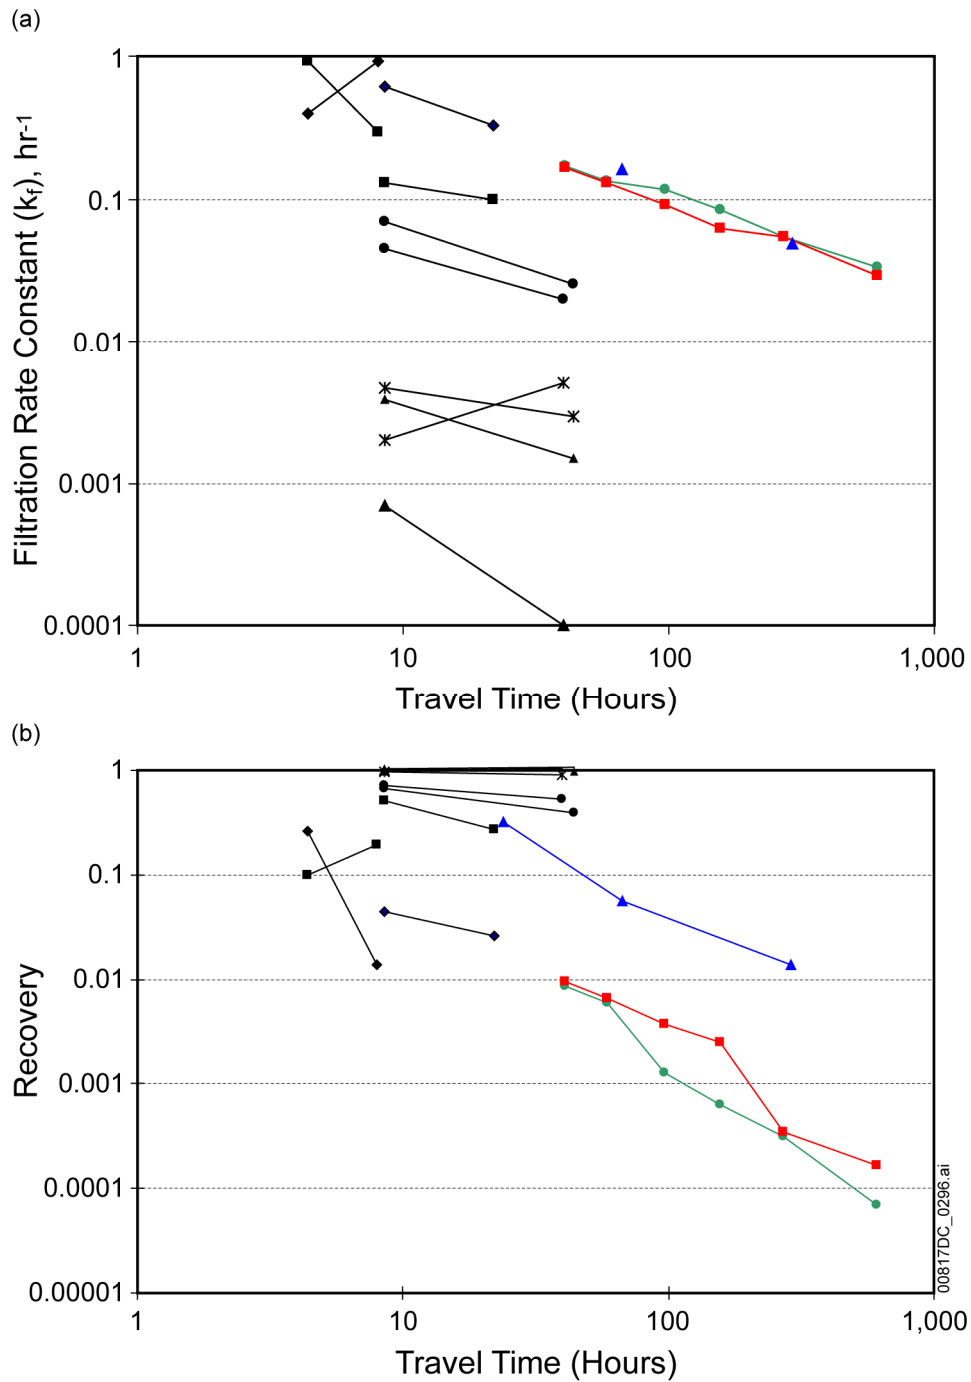 (a)
Filtration Rate Constant (kf), hr-1
1
0.1
0.01
0.001
0.0001
1
10
100
1,000
Travel Time (Hours)
(b)
Recovery
1
0.1
0.01
0.001
0.0001
0.00001
1
10
100
1,000
Travel Time (Hours)
00817DC_0296.ai